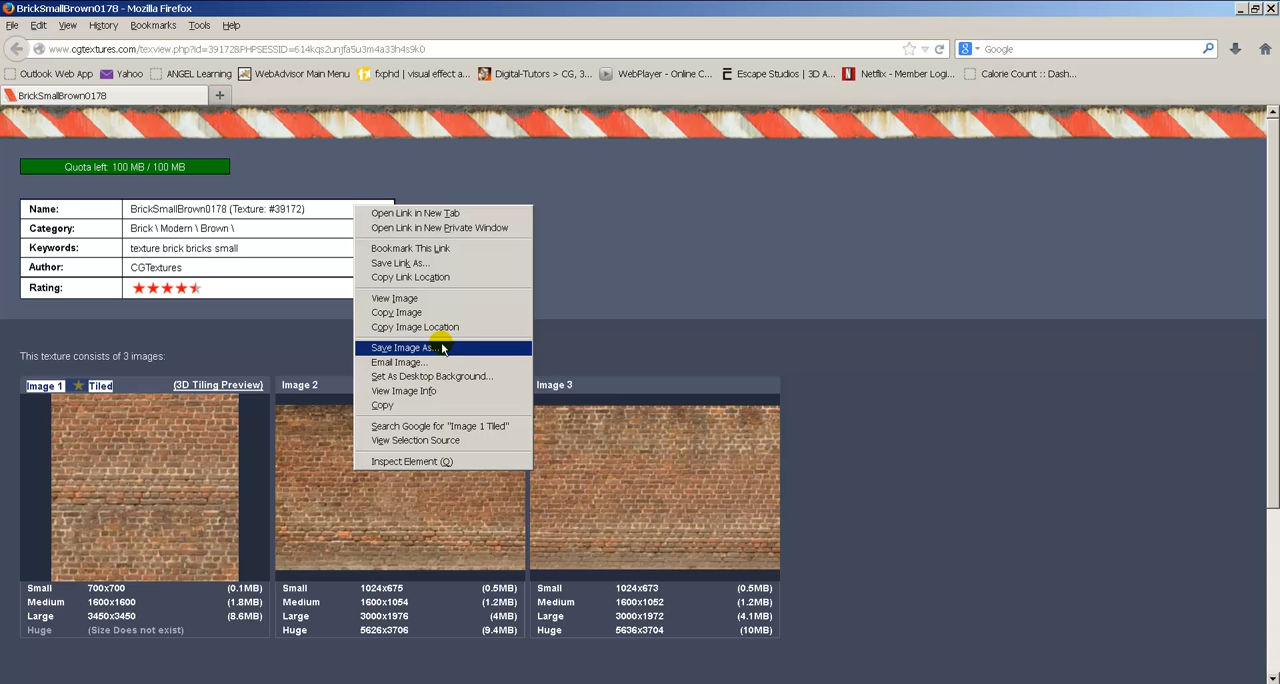 BrickSmallBrown0178 - Mozilla Firefox
File Edit View History Bookmarks Tools Help
Google
Outlook Web App Yahoo ANGEL Learning WebAdvisor Main Menu fxphd | visual effect a... Digital-Tutors > CG, 3... WebPlayer - Online C... Escape Studios | 3D A... Netflix - Member Logi... Calorie Count :: Dash...
BrickSmallBrown0178
Quota left: 100 MB / 100 MB
Name: BrickSmallBrown0178 (Texture: #39172)
Category: Brick \ Modern \ Brown \
Keywords: texture brick bricks small
Author: CGTextures
Rating:
Open Link in New Tab
Open Link in New Private Window
Bookmark This Link
Save Link As...
Copy Link Location
View Image
Copy Image
Copy Image Location
Save Image As...
Email Image...
Set As Desktop Background...
View Image Info
Copy
Search Google for "Image 1 Tiled"
View Selection Source
Inspect Element (Q)
This texture consists of 3 images:
Image 1 Tiled (3D Tiling Preview) Image 2 Image 3
Small 700x700 (0.1MB) Small 1024x675 (0.5MB) Small 1024x673 (0.5MB)
Medium 1600x1600 (1.8MB) Medium 1600x1054 (1.2MB) Medium 1600x1052 (1.2MB)
Large 3450x3450 (8.6MB) Large 3000x1976 (4MB) Large 3000x1972 (4.1MB)
Huge (Size Does not exist) Huge 5626x3706 (9.4MB) Huge 5636x3704 (10MB)